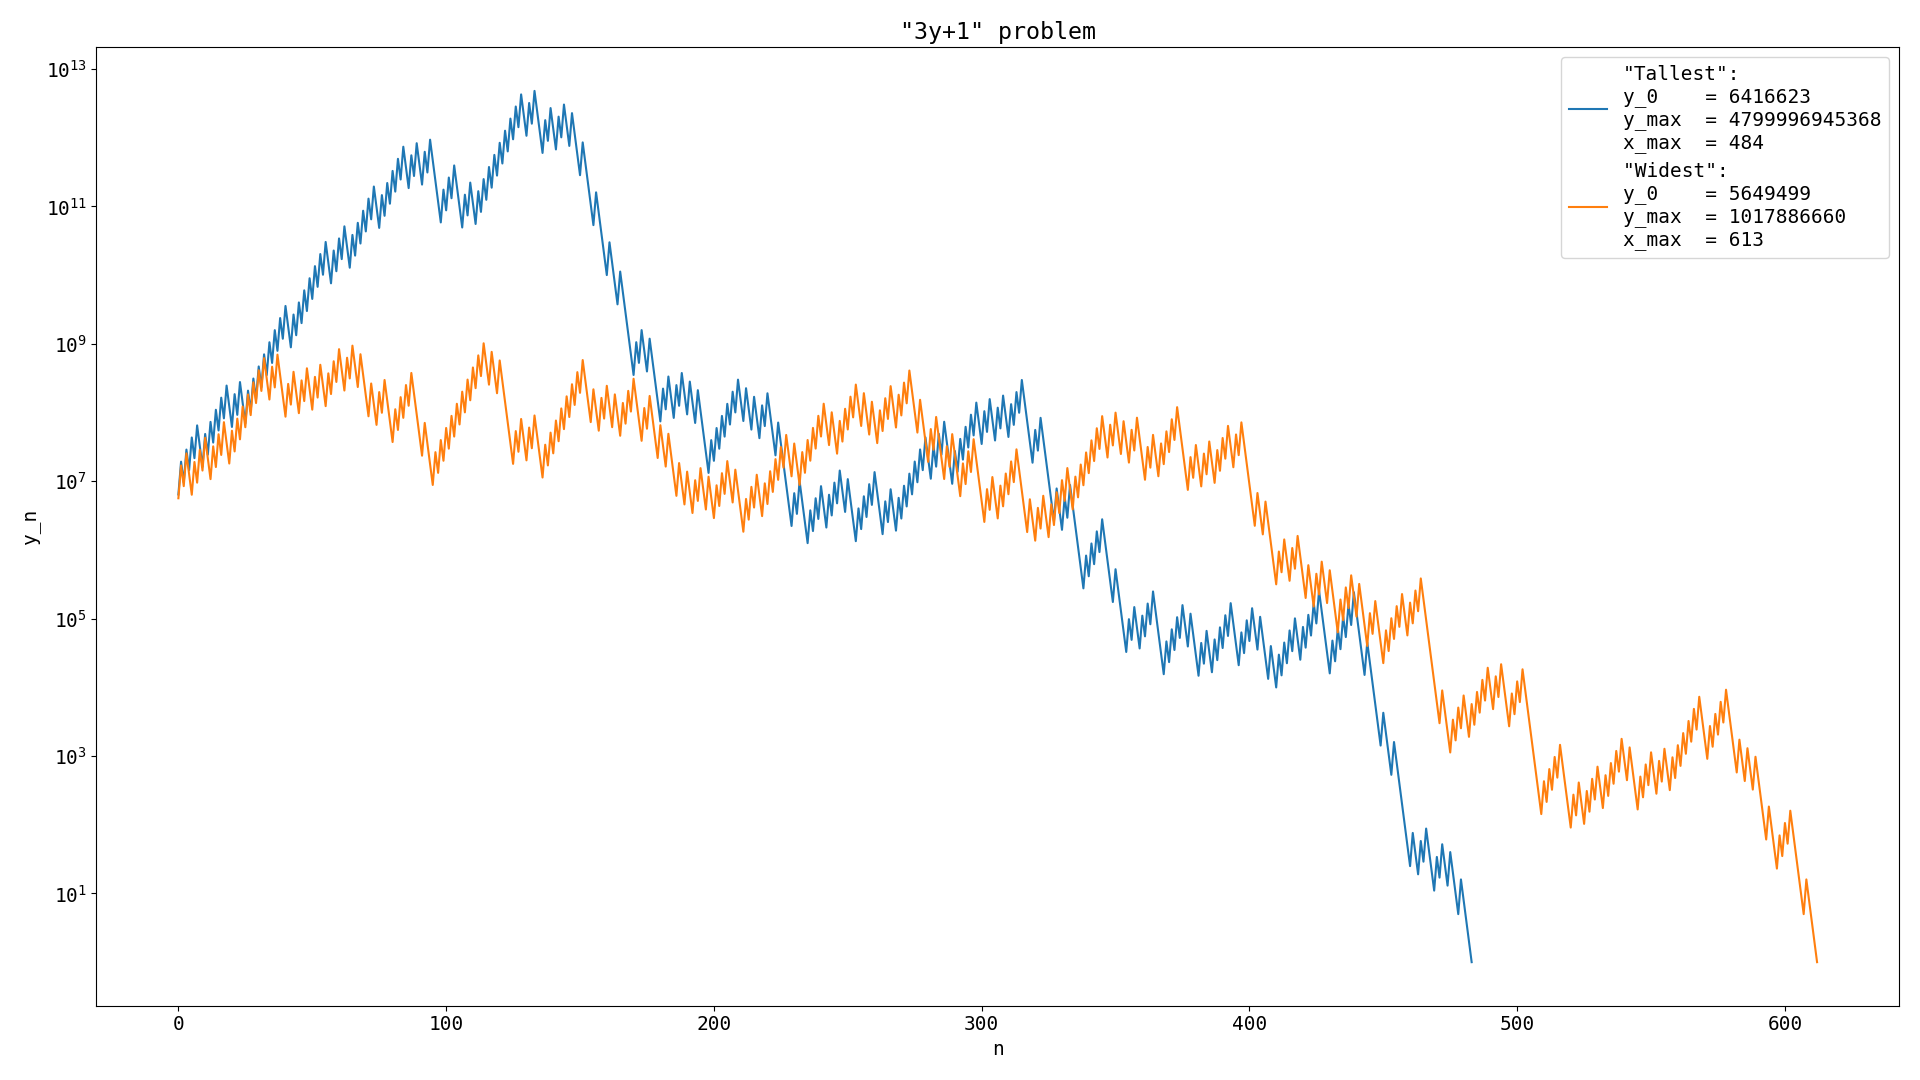 "3y+1" problem
"Tallest":
y_0    = 6416623
y_max  = 4799996945368
x_max  = 484
"Widest":
y_0    = 5649499
y_max  = 1017886660
x_max  = 613
10^13
10^11
10^9
10^7
10^5
10^3
10^1
y_n
0 100 200 300 400 500 600
n